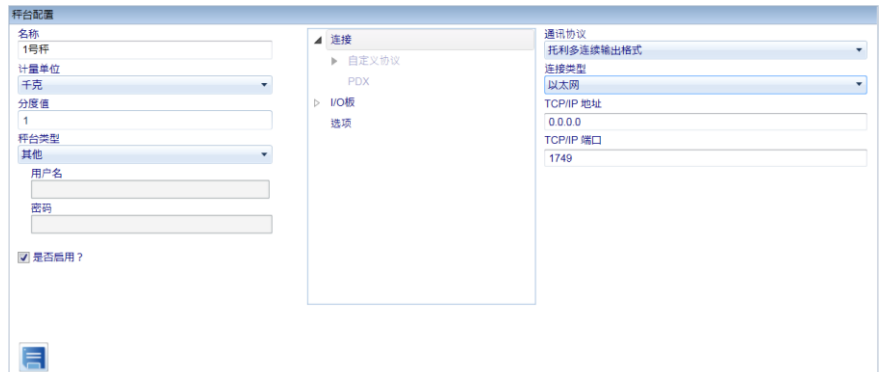 秤台配置
名称
1号秤
计量单位
千克
分度值
1
秤台类型
其他
用户名
密码
是否启用？
连接
自定义协议
PDX
I/O板
选项
通讯协议
托利多连续输出格式
连接类型
以太网
TCP/IP 地址
0.0.0.0
TCP/IP 端口
1749